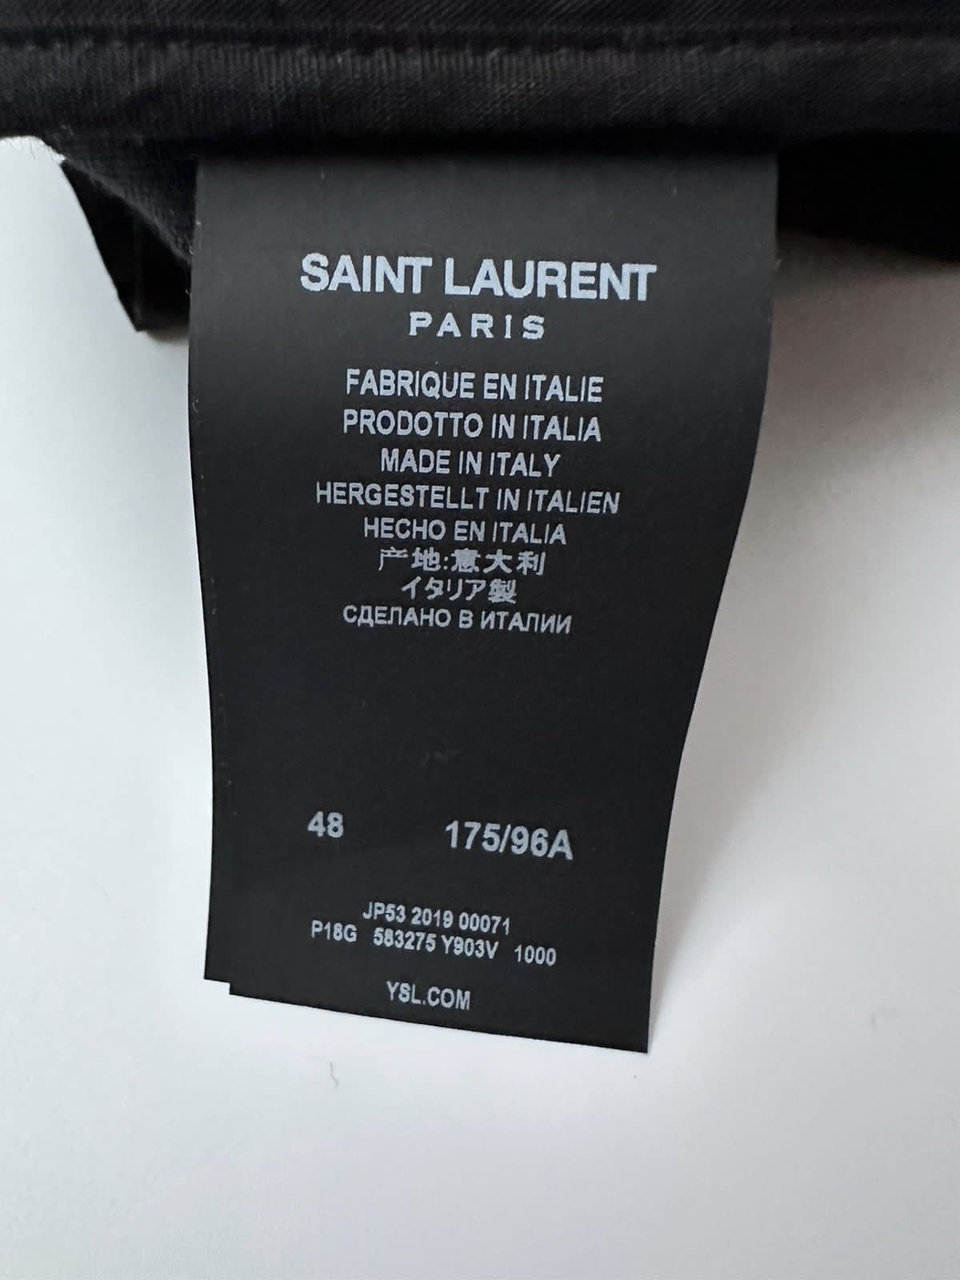 SAINT LAURENT
PARIS
FABRIQUE EN ITALIE
PRODOTTO IN ITALIA
MADE IN ITALY
HERGESTELLT IN ITALIEN
HECHO EN ITALIA
产地:意大利
イタリア製
СДЕЛАНО В ИТАЛИИ
48 175/96A
JP53 2019 00071
P18G 583275 Y903V 1000
YSL.COM